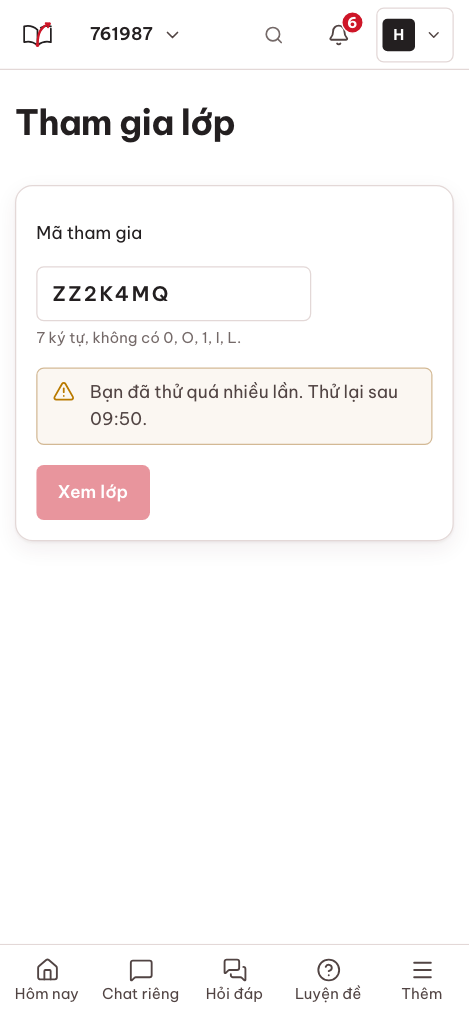 761987
6
H
Tham gia lớp
Mã tham gia
ZZ2K4MQ
7 ký tự, không có 0, O, 1, I, L.
Bạn đã thử quá nhiều lần. Thử lại sau
09:50.
Xem lớp
Hôm nay
Chat riêng
Hỏi đáp
Luyện đề
Thêm